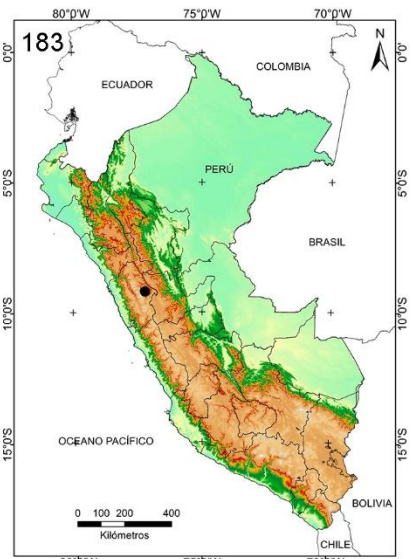 183
80°0'W 75°0'W 70°0'W
N
0°0' 0°0'
COLOMBIA
ECUADOR
PERÚ
5°0'S 5°0'S
BRASIL
10°0'S 10°0'S
OCEANO PACÍFICO
15°0'S 15°0'S
BOLIVIA
0 100 200 400
Kilómetros
CHILE